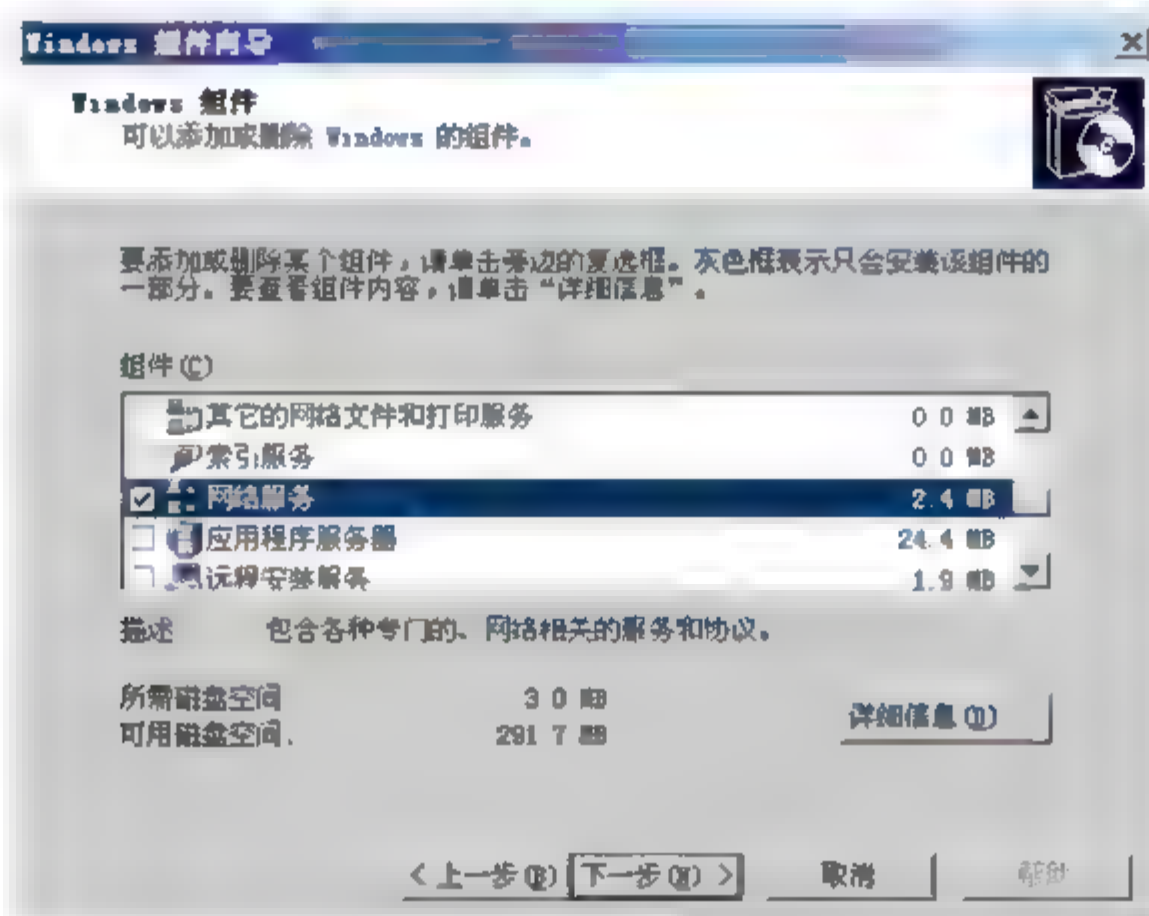 Windows 组件向导
Windows 组件
可以添加或删除 Windows 的组件。
要添加或删除某个组件，请单击旁边的复选框。灰色框表示只会安装该组件的
一部分。要查看组件内容，请单击“详细信息”。
组件(C)
其它的网络文件和打印服务 0 0 MB
索引服务 0 0 MB
网络服务 2.4 MB
应用程序服务器 24.4 MB
远程安装服务 1.9 MB
描述 包含各种专门的、网络相关的服务和协议。
所需磁盘空间 3 0 MB
可用磁盘空间. 291 7 MB
详细信息(D)
< 上一步(B) 下一步(N) > 取消 帮助